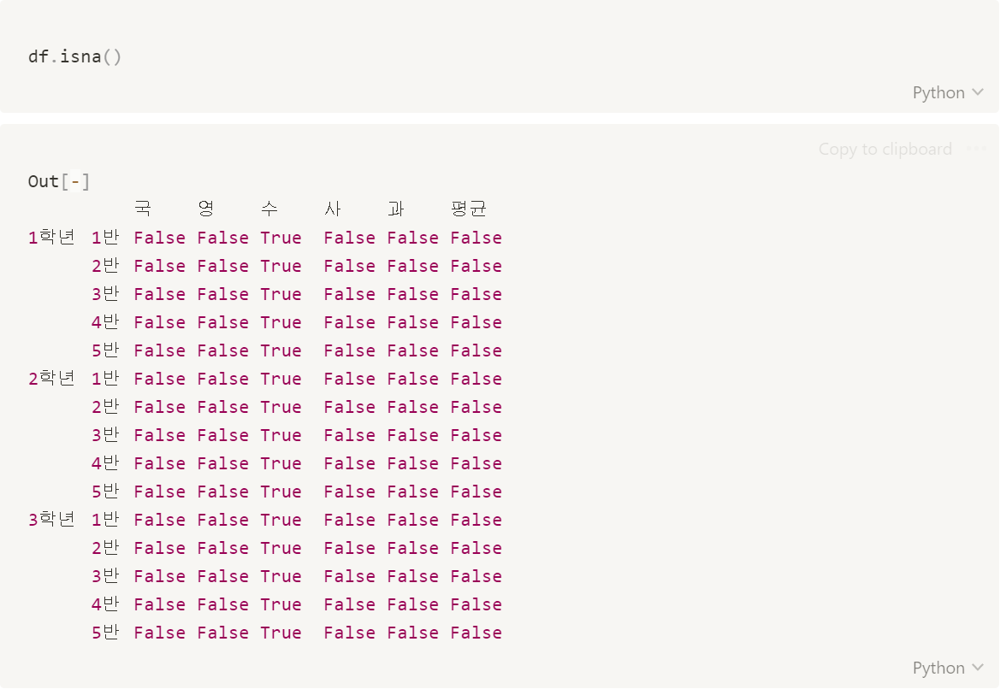 df.isna()
Python
Copy to clipboard ...
Out[-]
국 영 수 사 과 평균
1학년 1반 False False True False False False
2반 False False True False False False
3반 False False True False False False
4반 False False True False False False
5반 False False True False False False
2학년 1반 False False True False False False
2반 False False True False False False
3반 False False True False False False
4반 False False True False False False
5반 False False True False False False
3학년 1반 False False True False False False
2반 False False True False False False
3반 False False True False False False
4반 False False True False False False
5반 False False True False False False
Python